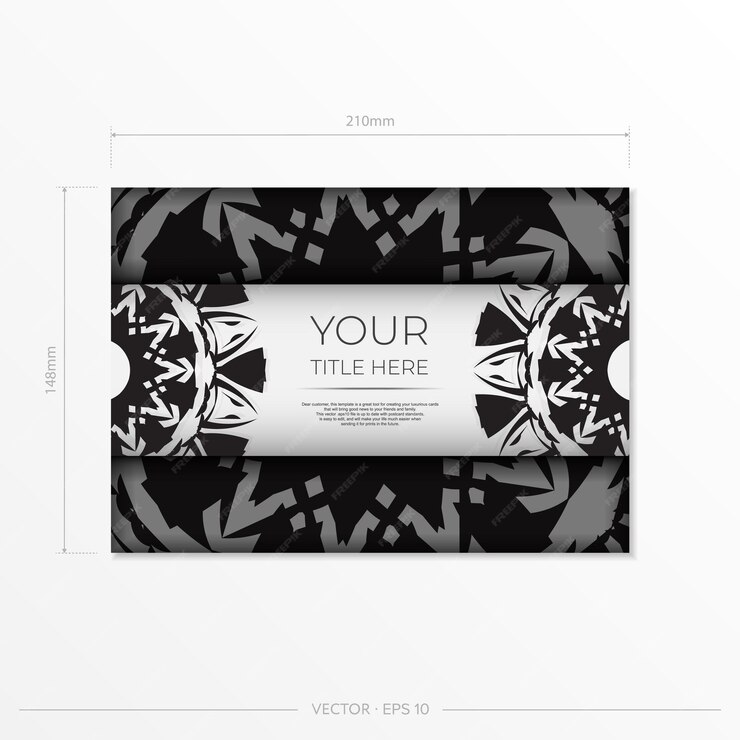 210mm
148mm
YOUR
TITLE HERE
Dear customer, this template is a great tool for creating your luxurious cards
that will bring good news to your friends and family.
This vector .eps10 file is up to date with postcard standards,
is easy to edit, and will make your life much easier when
sending it for prints in the future.
VECTOR · EPS 10
FREEPIK